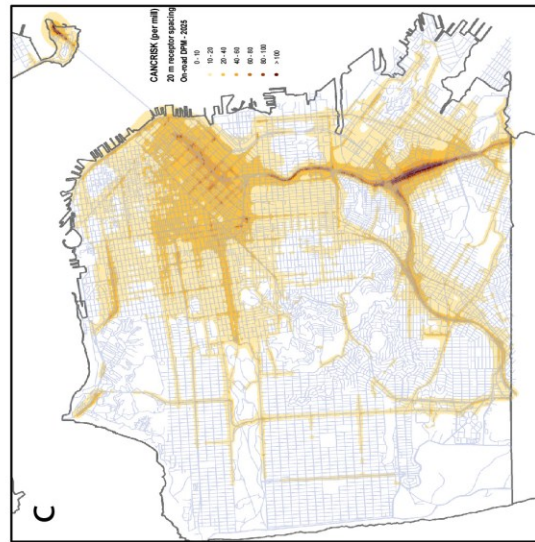 C
CANCRISK (per mill)
20 m receptor spacing
On-road DPM - 2025
0 - 10
10 - 20
20 - 40
40 - 60
60 - 80
80 - 100
> 100